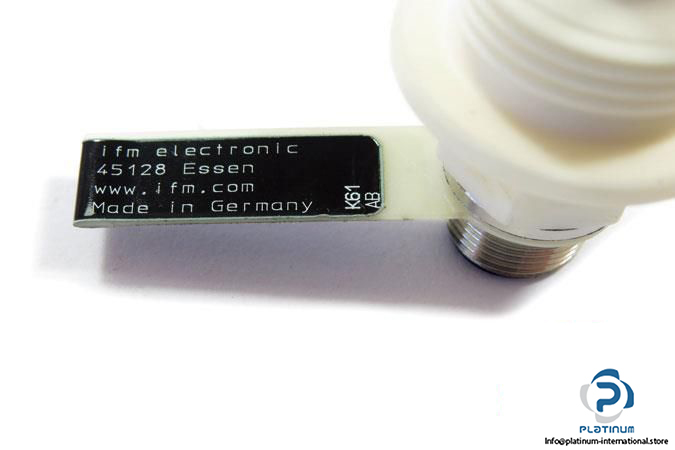 ifm electronic
45128 Essen
www.ifm.com
Made in Germany
K61
AB
PLATINUM
Info@platinum-international.store